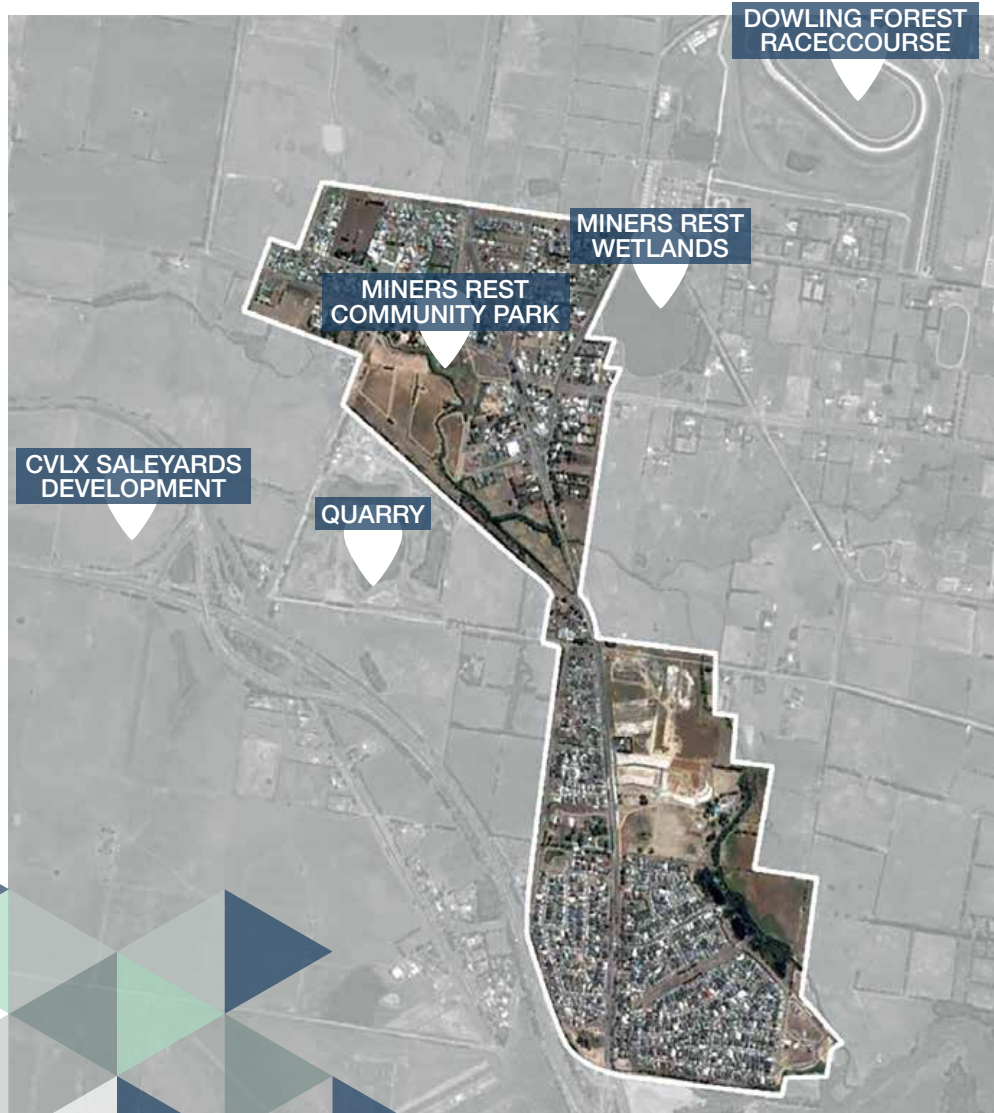 DOWLING FOREST
RACECCOURSE
MINERS REST
WETLANDS
MINERS REST
COMMUNITY PARK
CVLX SALEYARDS
DEVELOPMENT
QUARRY